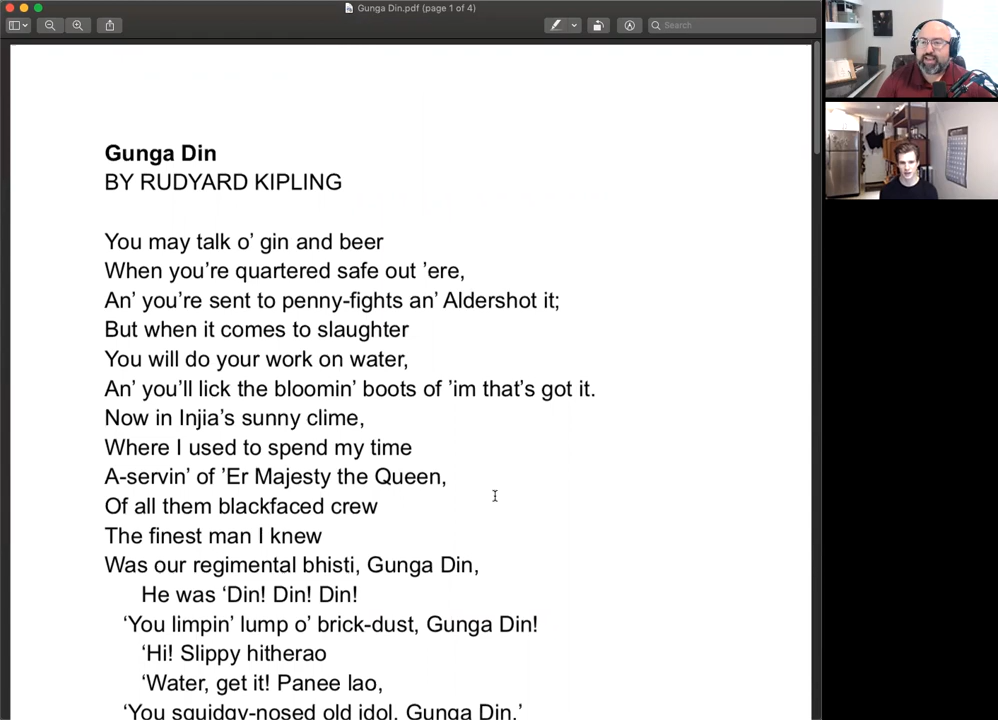 Gunga Din.pdf (page 1 of 4)
Search
Gunga Din
BY RUDYARD KIPLING
You may talk o’ gin and beer
When you’re quartered safe out ’ere,
An’ you’re sent to penny-fights an’ Aldershot it;
But when it comes to slaughter
You will do your work on water,
An’ you’ll lick the bloomin’ boots of ’im that’s got it.
Now in Injia’s sunny clime,
Where I used to spend my time
A-servin’ of ’Er Majesty the Queen,
Of all them blackfaced crew
The finest man I knew
Was our regimental bhisti, Gunga Din,
He was ‘Din! Din! Din!
‘You limpin’ lump o’ brick-dust, Gunga Din!
‘Hi! Slippy hitherao
‘Water, get it! Panee lao,
‘You squidgy-nosed old idol, Gunga Din.’